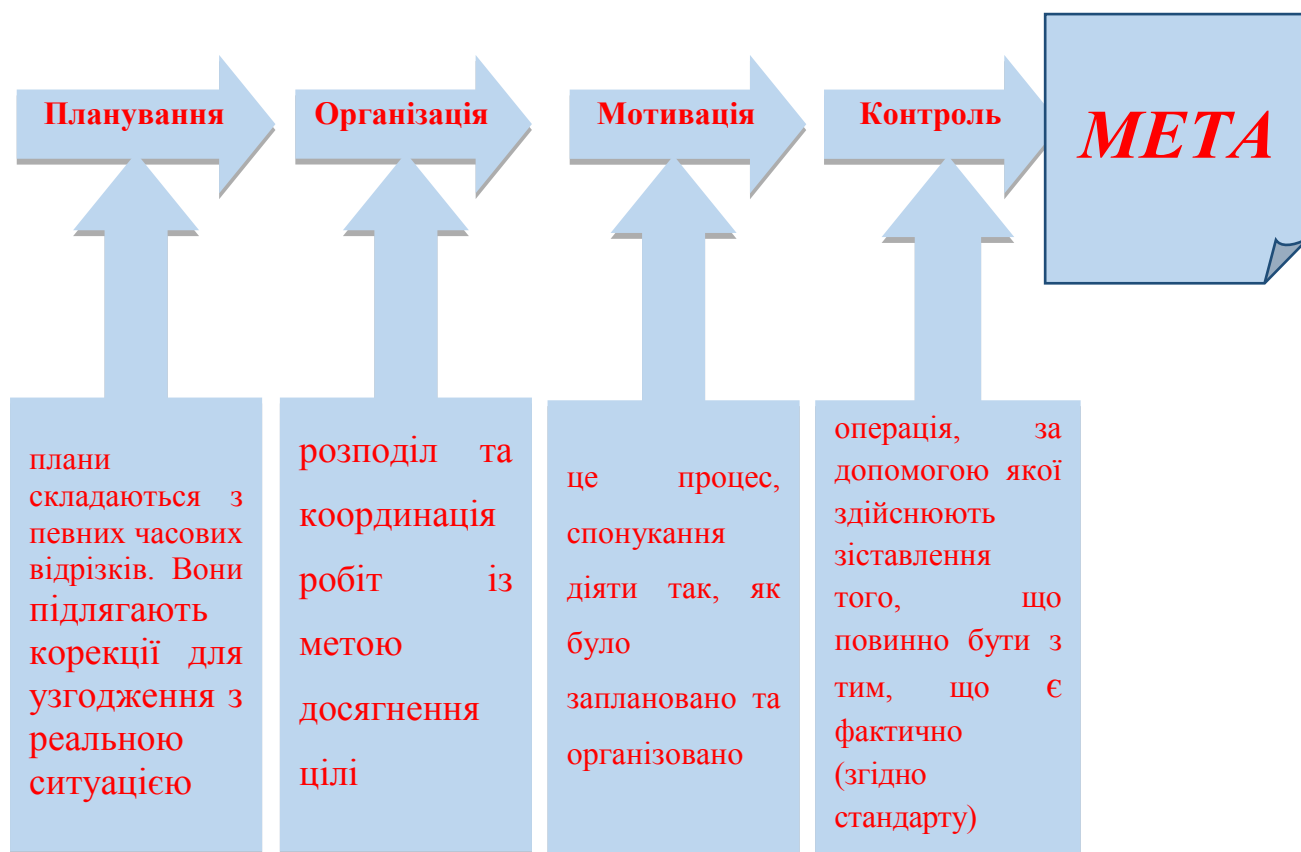 Планування
Організація
Мотивація
Контроль
МЕТА
плани
складаються з
певних часових
відрізків. Вони
підлягають
корекції для
узгодження з
реальною
ситуацією
розподіл та
координація
робіт із
метою
досягнення
цілі
це процес,
спонукання
діяти так, як
було
заплановано та
організовано
операція, за
допомогою якої
здійснюють
зіставлення
того, що
повинно бути з
тим, що є
фактично
(згідно
стандарту)